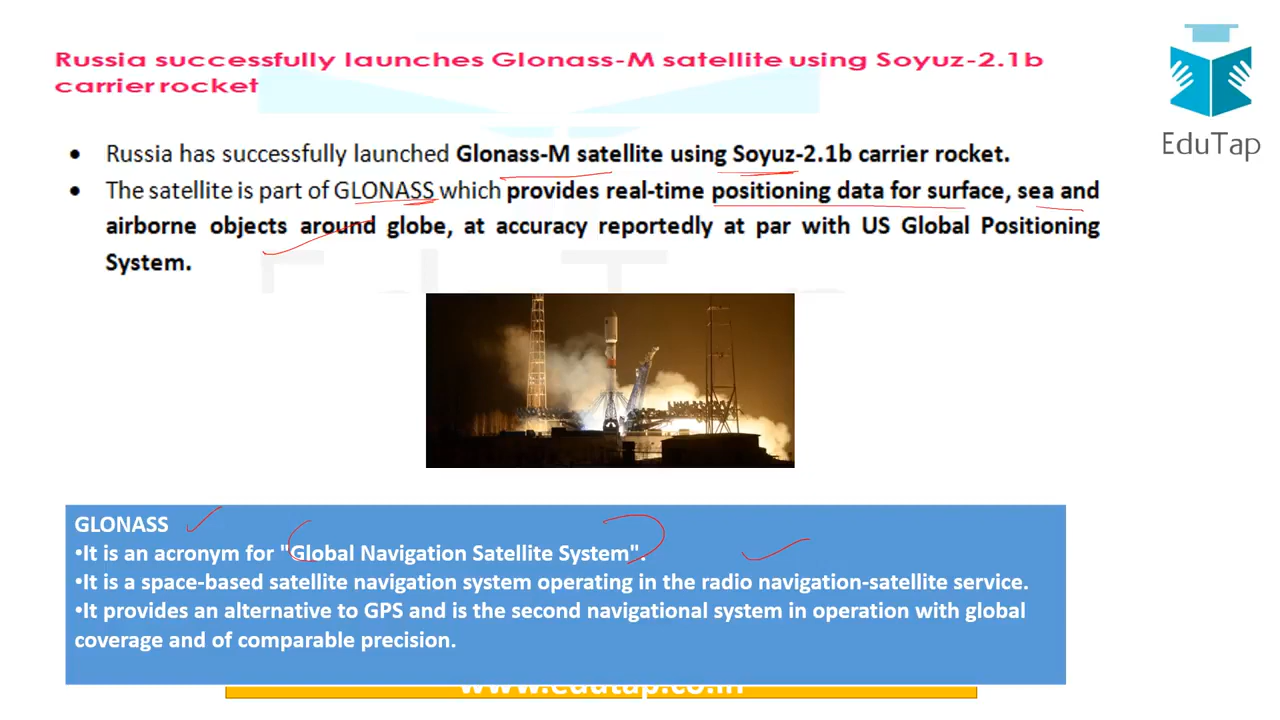 Russia successfully launches Glonass-M satellite using Soyuz-2.1b
carrier rocket
EduTap
• Russia has successfully launched Glonass-M satellite using Soyuz-2.1b carrier rocket.
• The satellite is part of GLONASS which provides real-time positioning data for surface, sea and
airborne objects around globe, at accuracy reportedly at par with US Global Positioning
System.
GLONASS
•It is an acronym for "Global Navigation Satellite System".
•It is a space-based satellite navigation system operating in the radio navigation-satellite service.
•It provides an alternative to GPS and is the second navigational system in operation with global
coverage and of comparable precision.
www.edutap.co.in